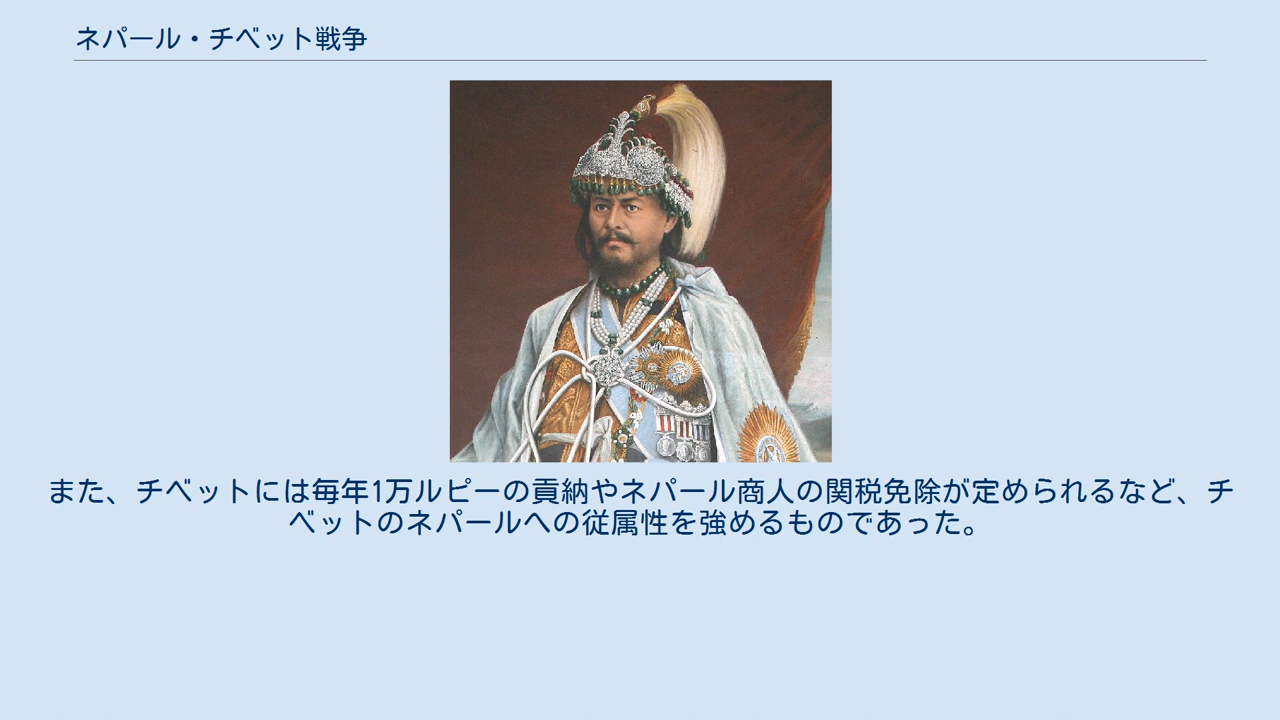 ネパール・チベット戦争
また、チベットには毎年1万ルピーの貢納やネパール商人の関税免除が定められるなど、チ
ベットのネパールへの従属性を強めるものであった。